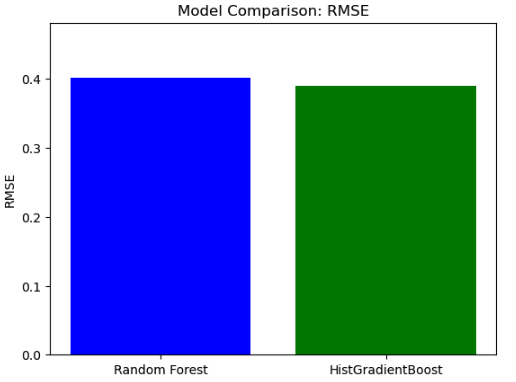 Model Comparison: RMSE
0.4
0.3
0.2
0.1
0.0
RMSE
Random Forest
HistGradientBoost